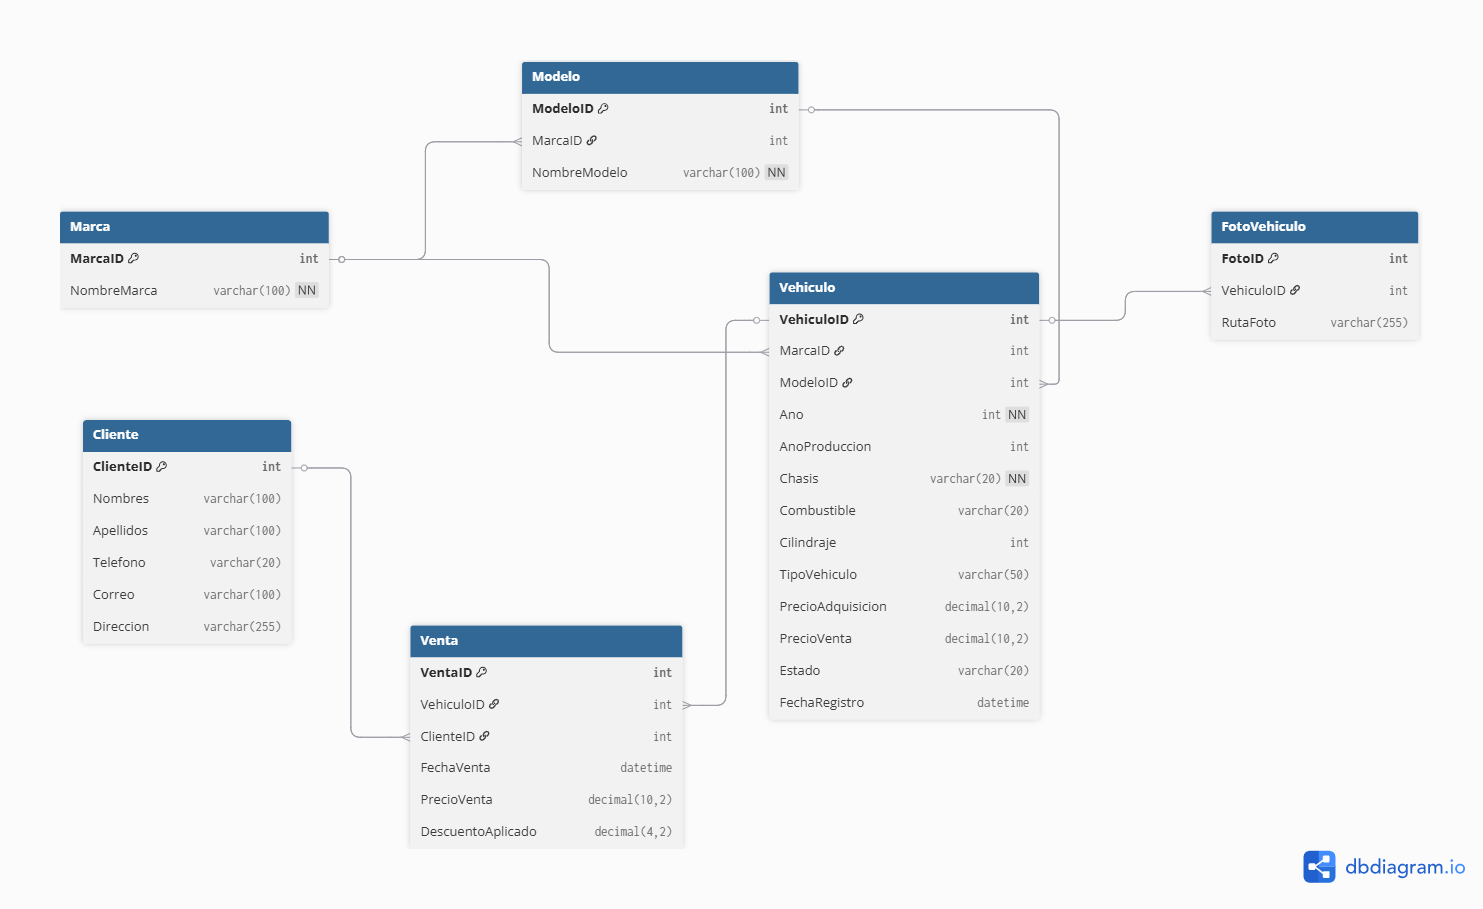 Modelo
ModeloID int
MarcaID int
NombreModelo varchar(100) NN
Marca
MarcaID int
NombreMarca varchar(100) NN
FotoVehiculo
FotoID int
VehiculoID int
RutaFoto varchar(255)
Vehiculo
VehiculoID int
MarcaID int
ModeloID int
Ano int NN
AnoProduccion int
Chasis varchar(20) NN
Combustible varchar(20)
Cilindraje int
TipoVehiculo varchar(50)
PrecioAdquisicion decimal(10,2)
PrecioVenta decimal(10,2)
Estado varchar(20)
FechaRegistro datetime
Cliente
ClienteID int
Nombres varchar(100)
Apellidos varchar(100)
Telefono varchar(20)
Correo varchar(100)
Direccion varchar(255)
Venta
VentaID int
VehiculoID int
ClienteID int
FechaVenta datetime
PrecioVenta decimal(10,2)
DescuentoAplicado decimal(4,2)
dbdiagram.io